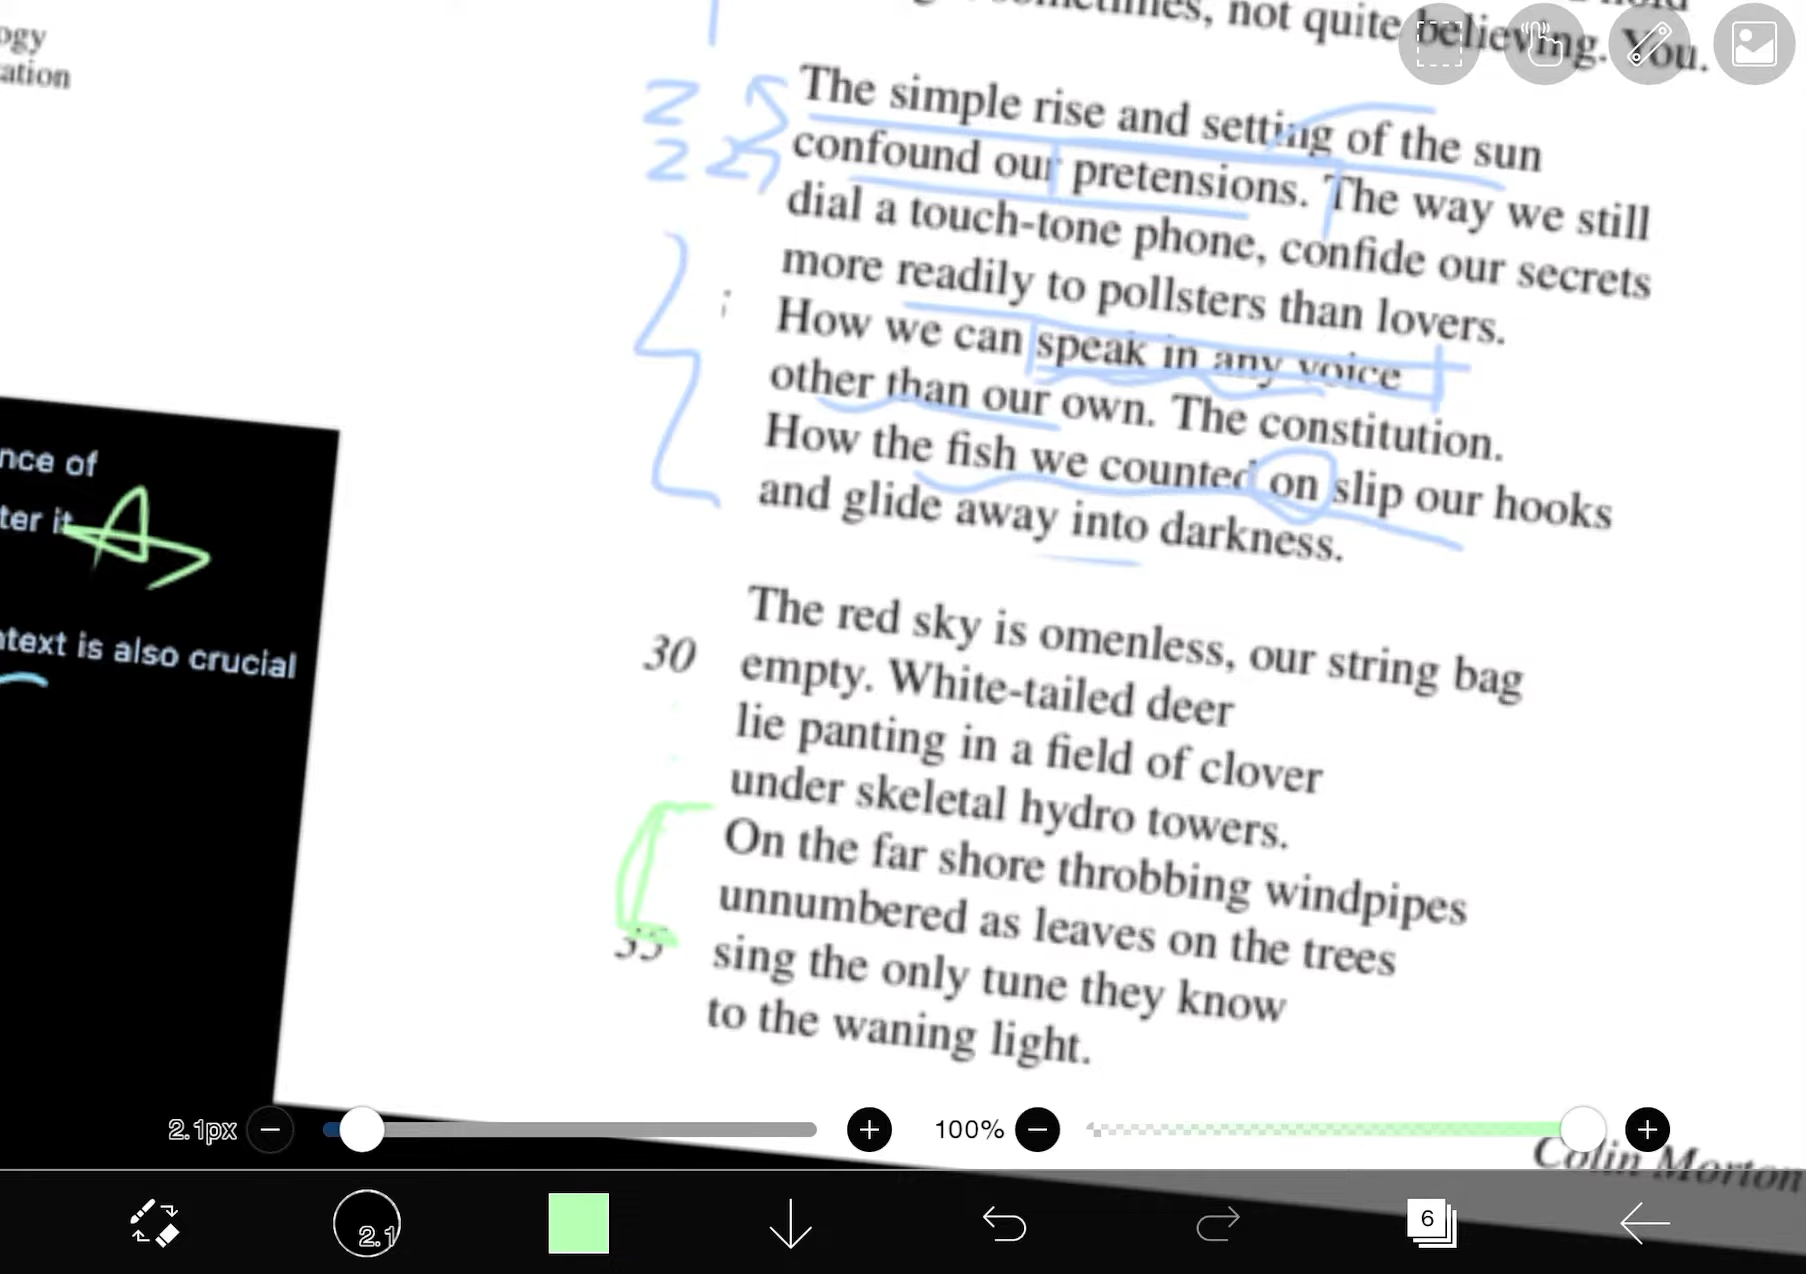 ogy
ation
not quite believing. You.
2
2
The simple rise and setting of the sun
confound our pretensions. The way we still
dial a touch-tone phone, confide our secrets
more readily to pollsters than lovers.
How we can speak in any voice
other than our own. The constitution.
How the fish we counted on slip our hooks
and glide away into darkness.
The red sky is omenless, our string bag
30 empty. White-tailed deer
lie panting in a field of clover
under skeletal hydro towers.
On the far shore throbbing windpipes
unnumbered as leaves on the trees
35 sing the only tune they know
to the waning light.
Colin Morton
nce of
ter it
ntext is also crucial
2.1px
100%
2.1
6